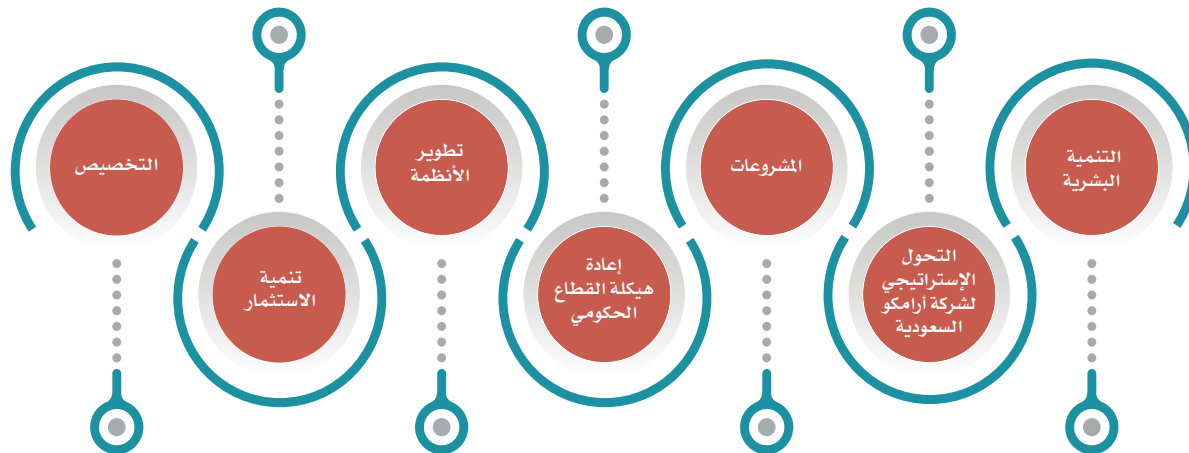 التنمية
البشرية
التحول
الإستراتيجي
لشركة أرامكو
السعودية
المشروعات
إعادة
هيكلة القطاع
الحكومي
تطوير
الأنظمة
تنمية
الاستثمار
التخصيص